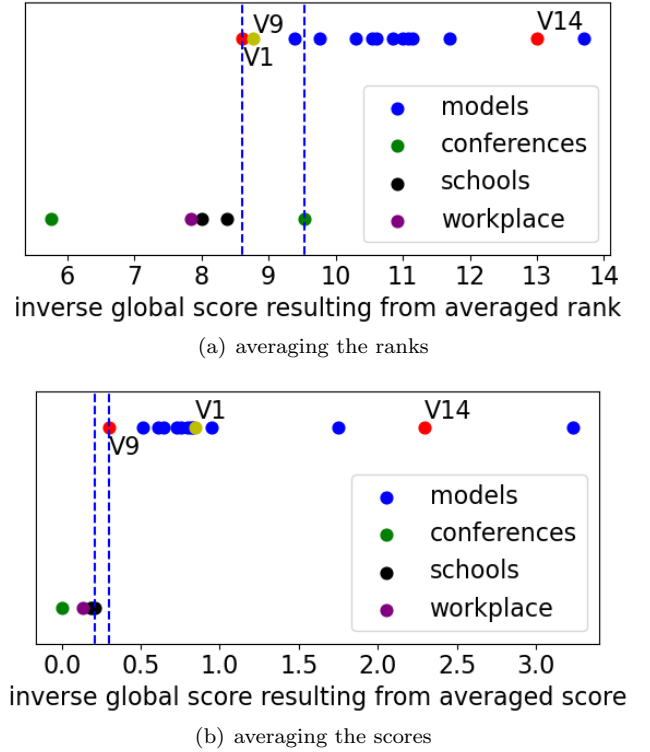 V9
V14
V1
models
conferences
schools
workplace
6 7 8 9 10 11 12 13 14
inverse global score resulting from averaged rank
(a) averaging the ranks
V1
V14
V9
models
conferences
schools
workplace
0.0 0.5 1.0 1.5 2.0 2.5 3.0
inverse global score resulting from averaged score
(b) averaging the scores